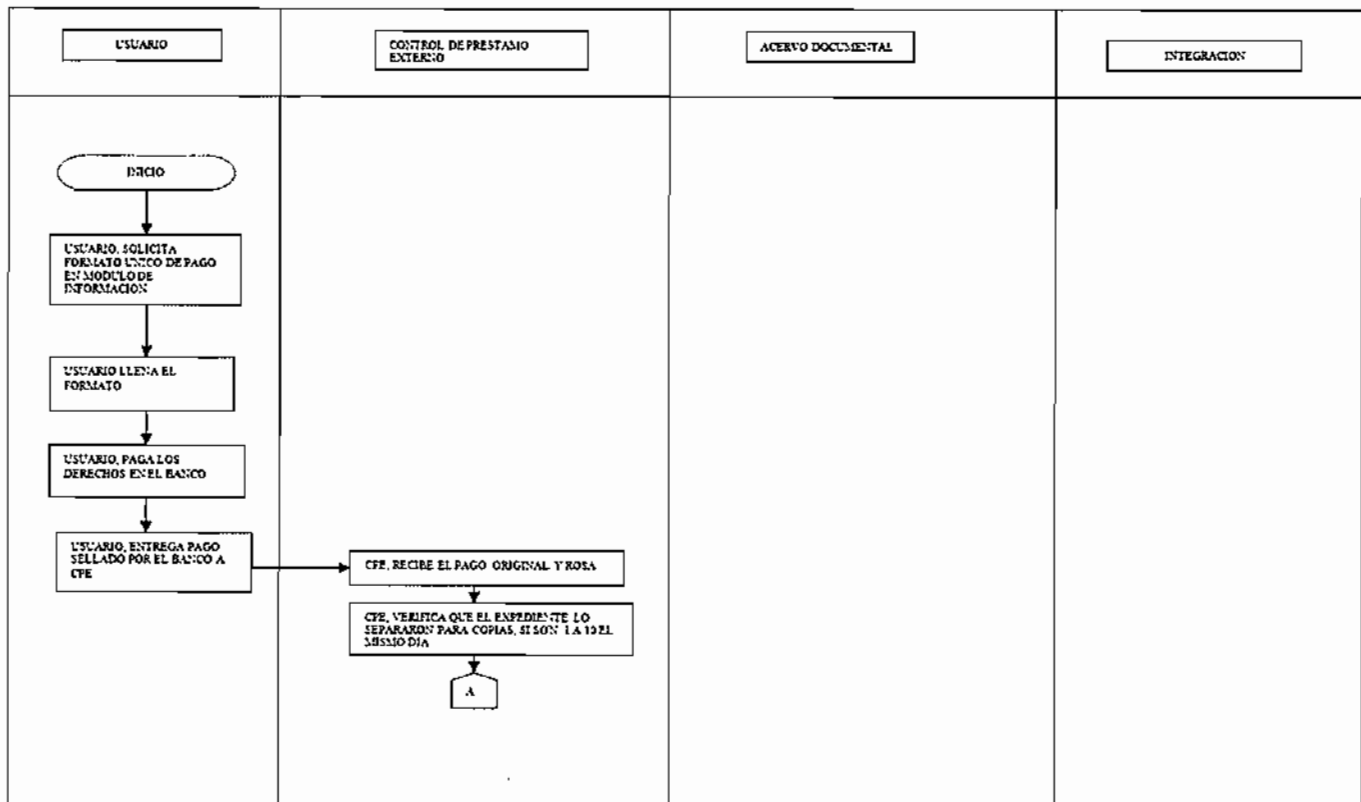 USUARIO
CONTROL DE PRESTAMO
EXTERNO
ACERVO DOCUMENTAL
INTEGRACION
INICIO
USUARIO, SOLICITA
FORMATO UNICO DE PAGO
EN MODULO DE
INFORMACION
USUARIO LLENA EL
FORMATO
USUARIO, PAGA LOS
DERECHOS EN EL BANCO
USUARIO, ENTREGA PAGO
SELLADO POR EL BANCO A
CPE
CPE, RECIBE EL PAGO ORIGINAL Y ROSA
CPE, VERIFICA QUE EL EXPEDIENTE LO
SEPARARON PARA COPIAS, SI SON 1 A 10 EL
MISMO DIA
A